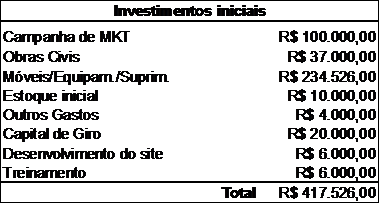 Investimentos iniciais
Campanha de MKT R$ 100.000,00
Obras Civis R$ 37.000,00
Móveis/Equipam./Suprim. R$ 234.526,00
Estoque inicial R$ 10.000,00
Outros Gastos R$ 4.000,00
Capital de Giro R$ 20.000,00
Desenvolvimento do site R$ 6.000,00
Treinamento R$ 6.000,00
Total R$ 417.526,00